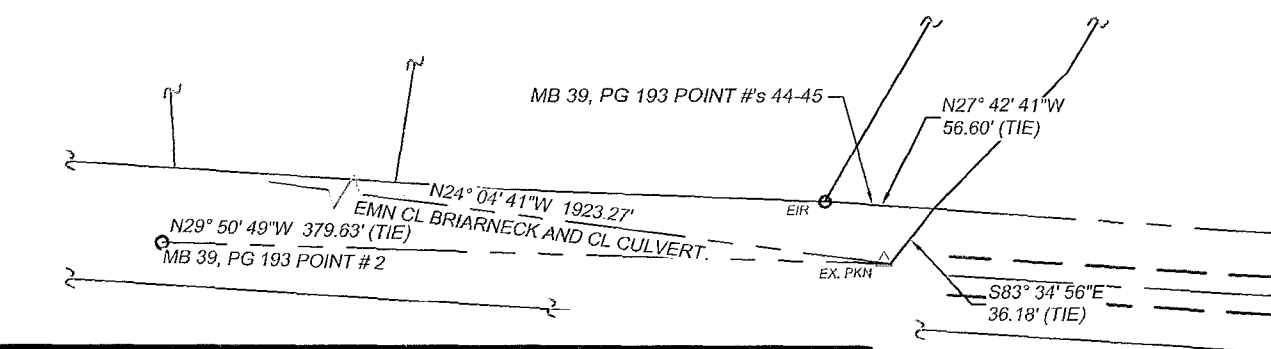 MB 39, PG 193 POINT #'s 44-45
N27° 42' 41"W
56.60' (TIE)
N24° 04' 41"W 1923.27'
EMN CL BRIARNECK AND CL CULVERT.
EIR
N29° 50' 49"W 379.63' (TIE)
MB 39, PG 193 POINT # 2
EX. PKN
S83° 34' 56"E
36.18' (TIE)